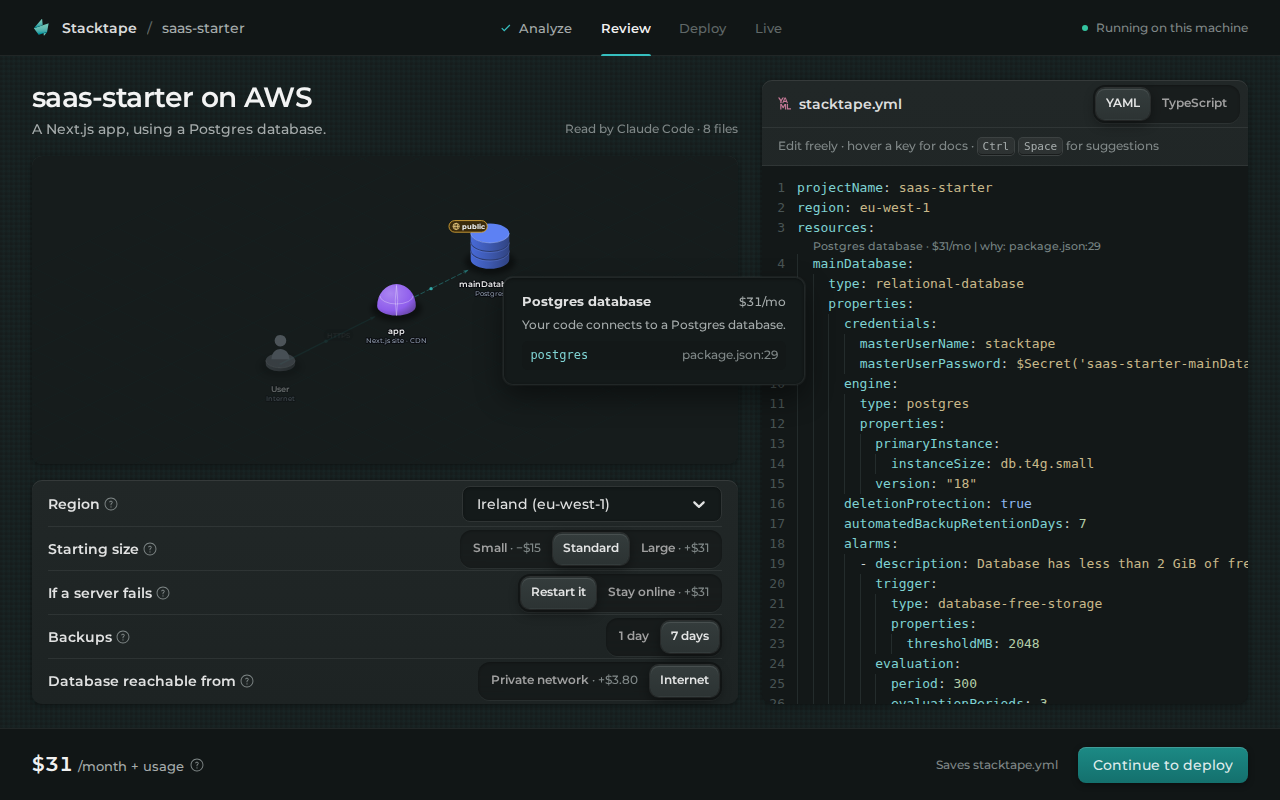 Stacktape / saas-starter
Analyze
Review
Deploy
Live
Running on this machine
saas-starter on AWS
A Next.js app, using a Postgres database.
Read by Claude Code · 8 files
public
Postgres database $31/mo
Your code connects to a Postgres database.
postgres package.json:29
app
Next.js site · CDN
User
Internet
Region
Ireland (eu-west-1)
Starting size
Small · −$15
Standard
Large · +$31
If a server fails
Restart it
Stay online · +$31
Backups
1 day
7 days
Database reachable from
Private network · +$3.80
Internet
stacktape.yml
YAML
TypeScript
Edit freely · hover a key for docs · Ctrl Space for suggestions
1 projectName: saas-starter
2 region: eu-west-1
3 resources:
Postgres database · $31/mo | why: package.json:29
4 mainDatabase:
type: relational-database
properties:
credentials:
masterUserName: stacktape
masterUserPassword: $Secret('saas-starter-mainData
engine:
11 type: postgres
12 properties:
13 primaryInstance:
14 instanceSize: db.t4g.small
15 version: "18"
16 deletionProtection: true
17 automatedBackupRetentionDays: 7
18 alarms:
19 - description: Database has less than 2 GiB of fre
20 trigger:
21 type: database-free-storage
22 properties:
23 thresholdMB: 2048
24 evaluation:
25 period: 300
26 evaluationPeriods: 3
$31 /month + usage
Saves stacktape.yml
Continue to deploy